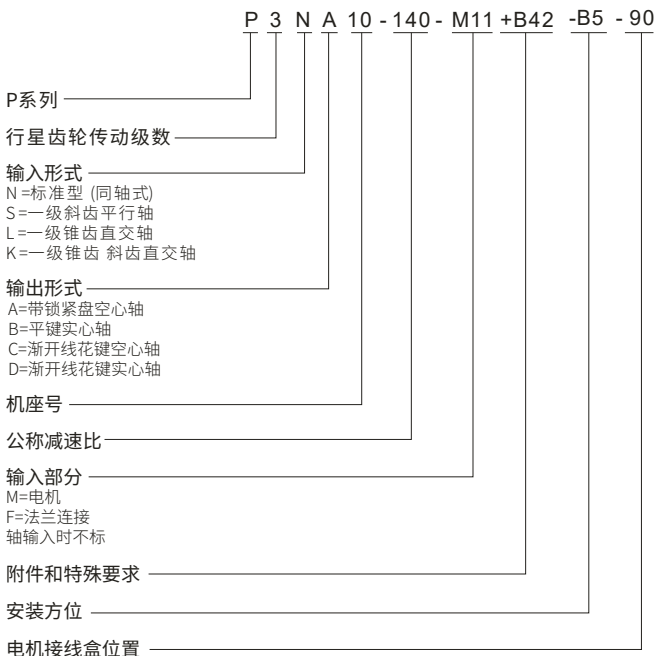 P 3 N A 10 - 140 - M11 +B42 -B5 - 90
P系列
行星齿轮传动级数
输入形式
N =标准型 (同轴式)
S =一级斜齿平行轴
L =一级锥齿直交轴
K =一级锥齿 斜齿直交轴
输出形式
A=带锁紧盘空心轴
B=平键实心轴
C=渐开线花键空心轴
D=渐开线花键实心轴
机座号
公称减速比
输入部分
M=电机
F=法兰连接
轴输入时不标
附件和特殊要求
安装方位
电机接线盒位置